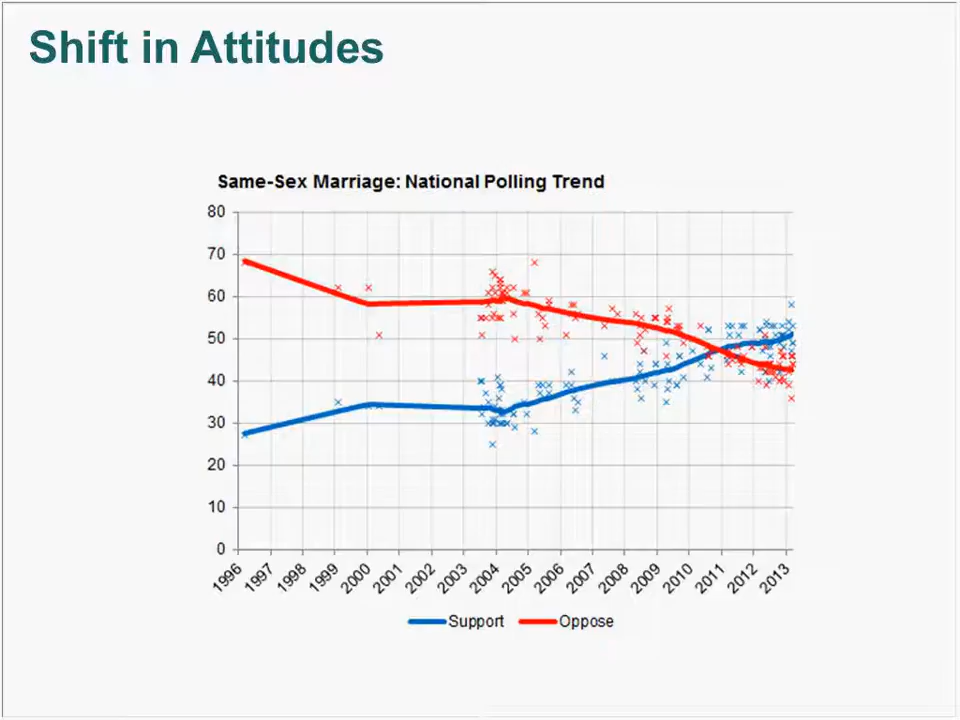 Shift in Attitudes
Same-Sex Marriage: National Polling Trend
80
70
60
50
40
30
20
10
0
1996 1997 1998 1999 2000 2001 2002 2003 2004 2005 2006 2007 2008 2009 2010 2011 2012 2013
Support Oppose